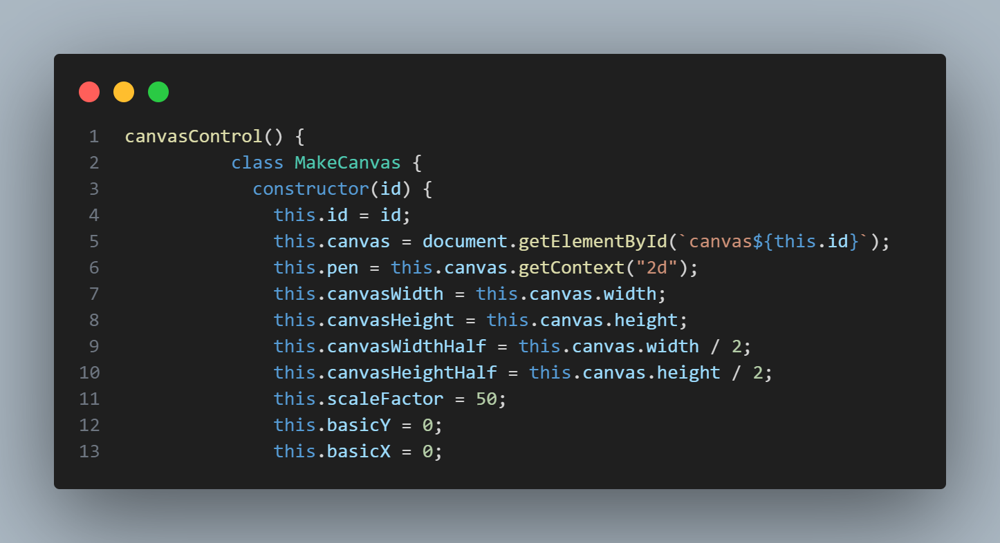 1 canvasControl() {
2 class MakeCanvas {
3 constructor(id) {
4 this.id = id;
5 this.canvas = document.getElementById(`canvas${this.id}`);
6 this.pen = this.canvas.getContext("2d");
7 this.canvasWidth = this.canvas.width;
8 this.canvasHeight = this.canvas.height;
9 this.canvasWidthHalf = this.canvas.width / 2;
10 this.canvasHeightHalf = this.canvas.height / 2;
11 this.scaleFactor = 50;
12 this.basicY = 0;
13 this.basicX = 0;